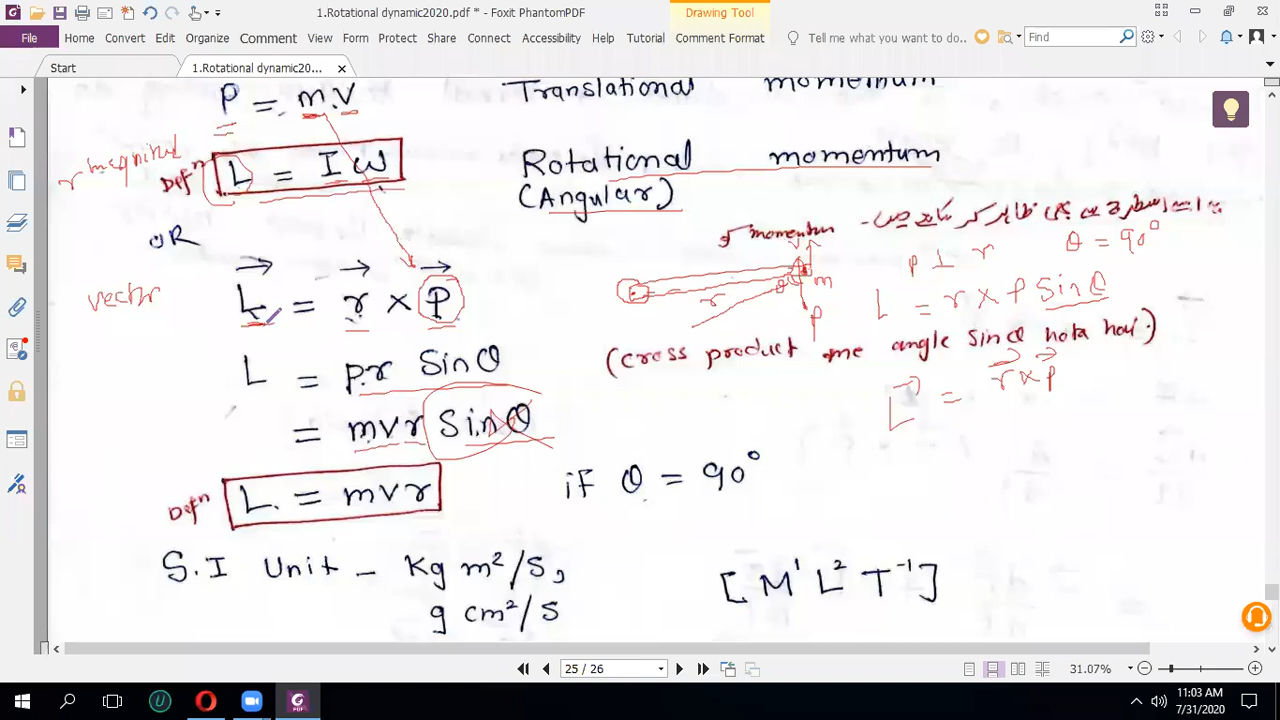 1.Rotational dynamic2020.pdf * - Foxit PhantomPDF
Drawing Tool
File Home Convert Edit Organize Comment View Form Protect Share Connect Accessibility Help Tutorial Comment Format Tell me what you want to do... Find
Start 1.Rotational dynamic20...
P = m.v Translational momentum
Defⁿ L = I ω Rotational momentum
(Angular)
OR
momentum
θ = 90°
P ⊥ r
vector
L = r × P sinθ
L⃗ = r⃗ × P⃗
r m P θ
(cross product me angle sinθ hota hai)
L = p.r Sinθ
L⃗ = r⃗ × P⃗
= mvr Sinθ
Defⁿ L. = mvr if θ = 90°
S.I Unit - Kg m²/S,
g cm²/S
[M¹ L² T⁻¹]
25 / 26
31.07%
11:03 AM
7/31/2020